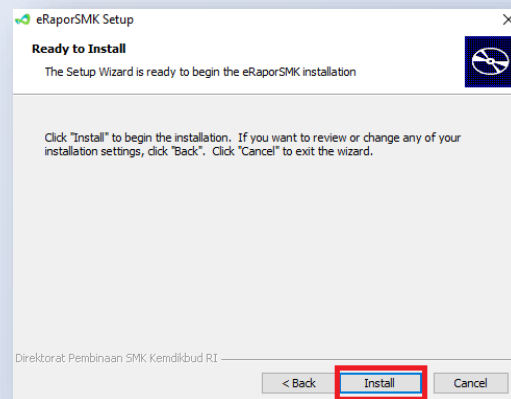 eRaporSMK Setup
Ready to Install
The Setup Wizard is ready to begin the eRaporSMK installation
Click "Install" to begin the installation. If you want to review or change any of your
installation settings, click "Back". Click "Cancel" to exit the wizard.
Direktorat Pembinaan SMK Kemdikbud RI
< Back Install Cancel